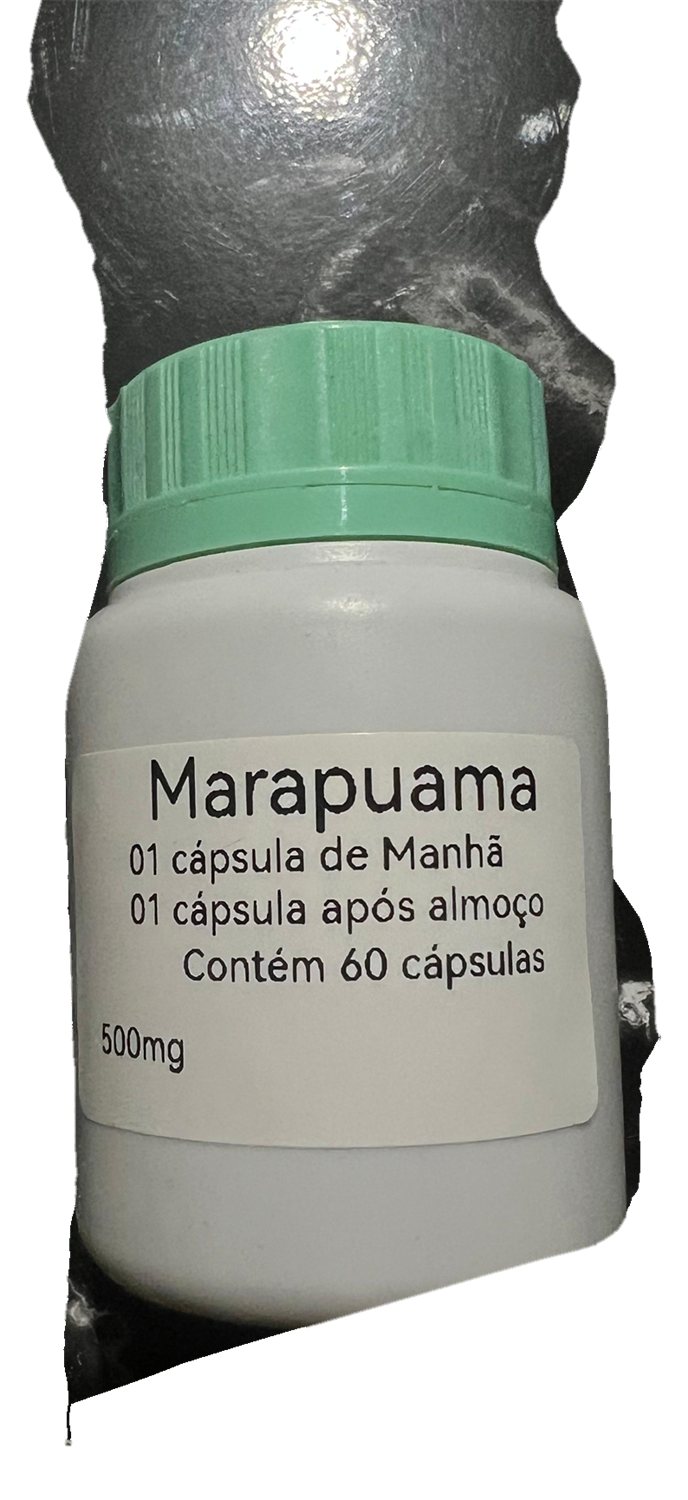 Marapuama
01 cápsula de Manhã
01 cápsula após almoço
Contém 60 cápsulas
500mg